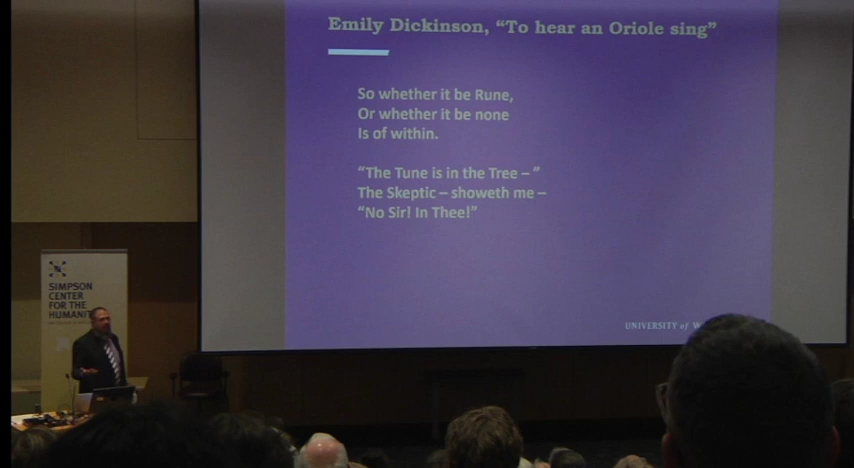 Emily Dickinson, “To hear an Oriole sing”
So whether it be Rune,
Or whether it be none
Is of within.
“The Tune is in the Tree – ”
The Skeptic – showeth me –
“No Sir! In Thee!”
UNIVERSITY of
SIMPSON
CENTER
FOR THE